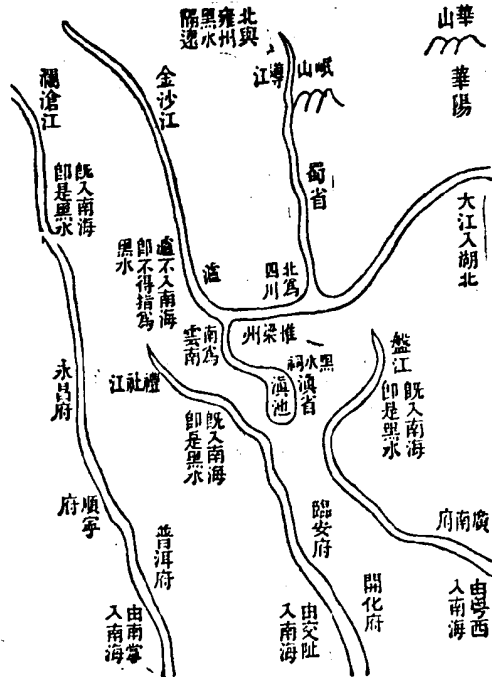 華山
華陽
大江入湖北
岷山
導江
蜀省
北與
雍州
黑水
隔遠
金沙江
瀾滄江
既入南海
即是黑水
瀘不入南海
即不得指爲
黑水
瀘
北爲
四川
南爲
雲南
惟梁州
黑水祠
滇省
滇池
盤江
既入南海
即是黑水
禮社江
既入南海
即是黑水
永昌府
順寧府
普洱府
由南掌
入南海
臨安府
由交阯
入南海
開化府
廣南府
由粵西
入南海